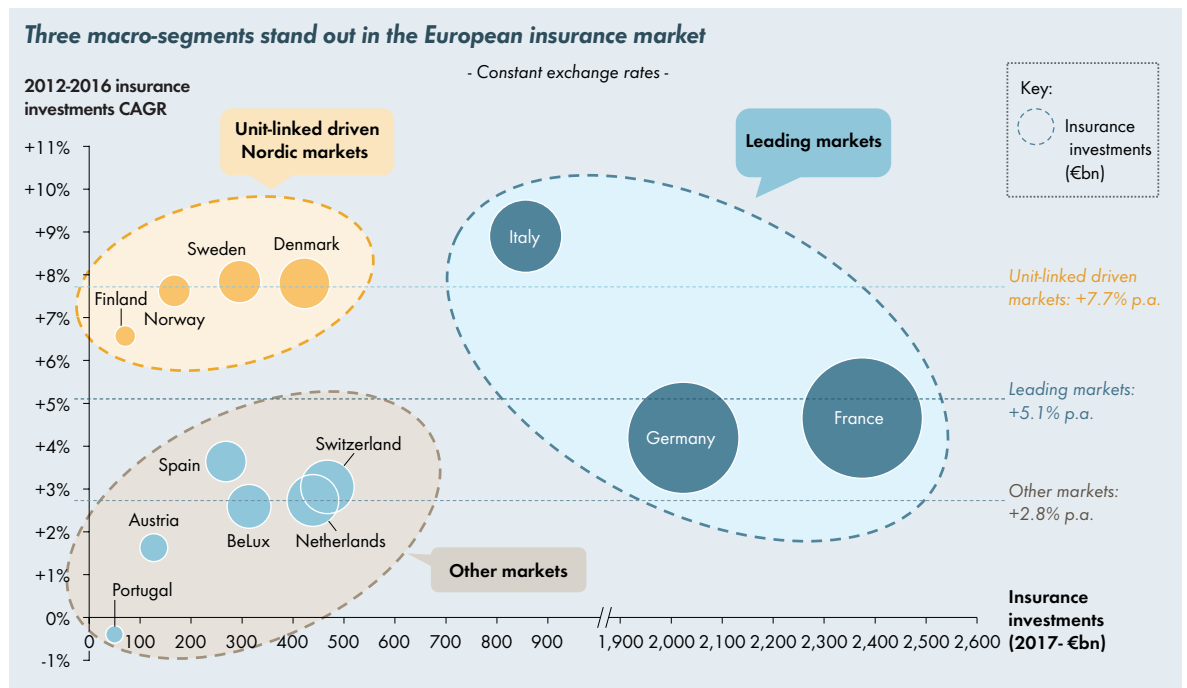 Three macro-segments stand out in the European insurance market
- Constant exchange rates -
2012-2016 insurance
investments CAGR
Key:
Insurance
investments
(€bn)
Unit-linked driven
Nordic markets
Leading markets
+11%
+10%
+9%
+8%
+7%
+6%
+5%
+4%
+3%
+2%
+1%
0%
-1%
Italy
Sweden
Denmark
Finland
Norway
Unit-linked driven
markets: +7.7% p.a.
Leading markets:
+5.1% p.a.
Germany
France
Switzerland
Spain
Austria
BeLux
Netherlands
Portugal
Other markets:
+2.8% p.a.
Other markets
0 100 200 300 400 500 600 700 800 900 1,900 2,000 2,100 2,200 2,300 2,400 2,500 2,600
Insurance
investments
(2017- €bn)